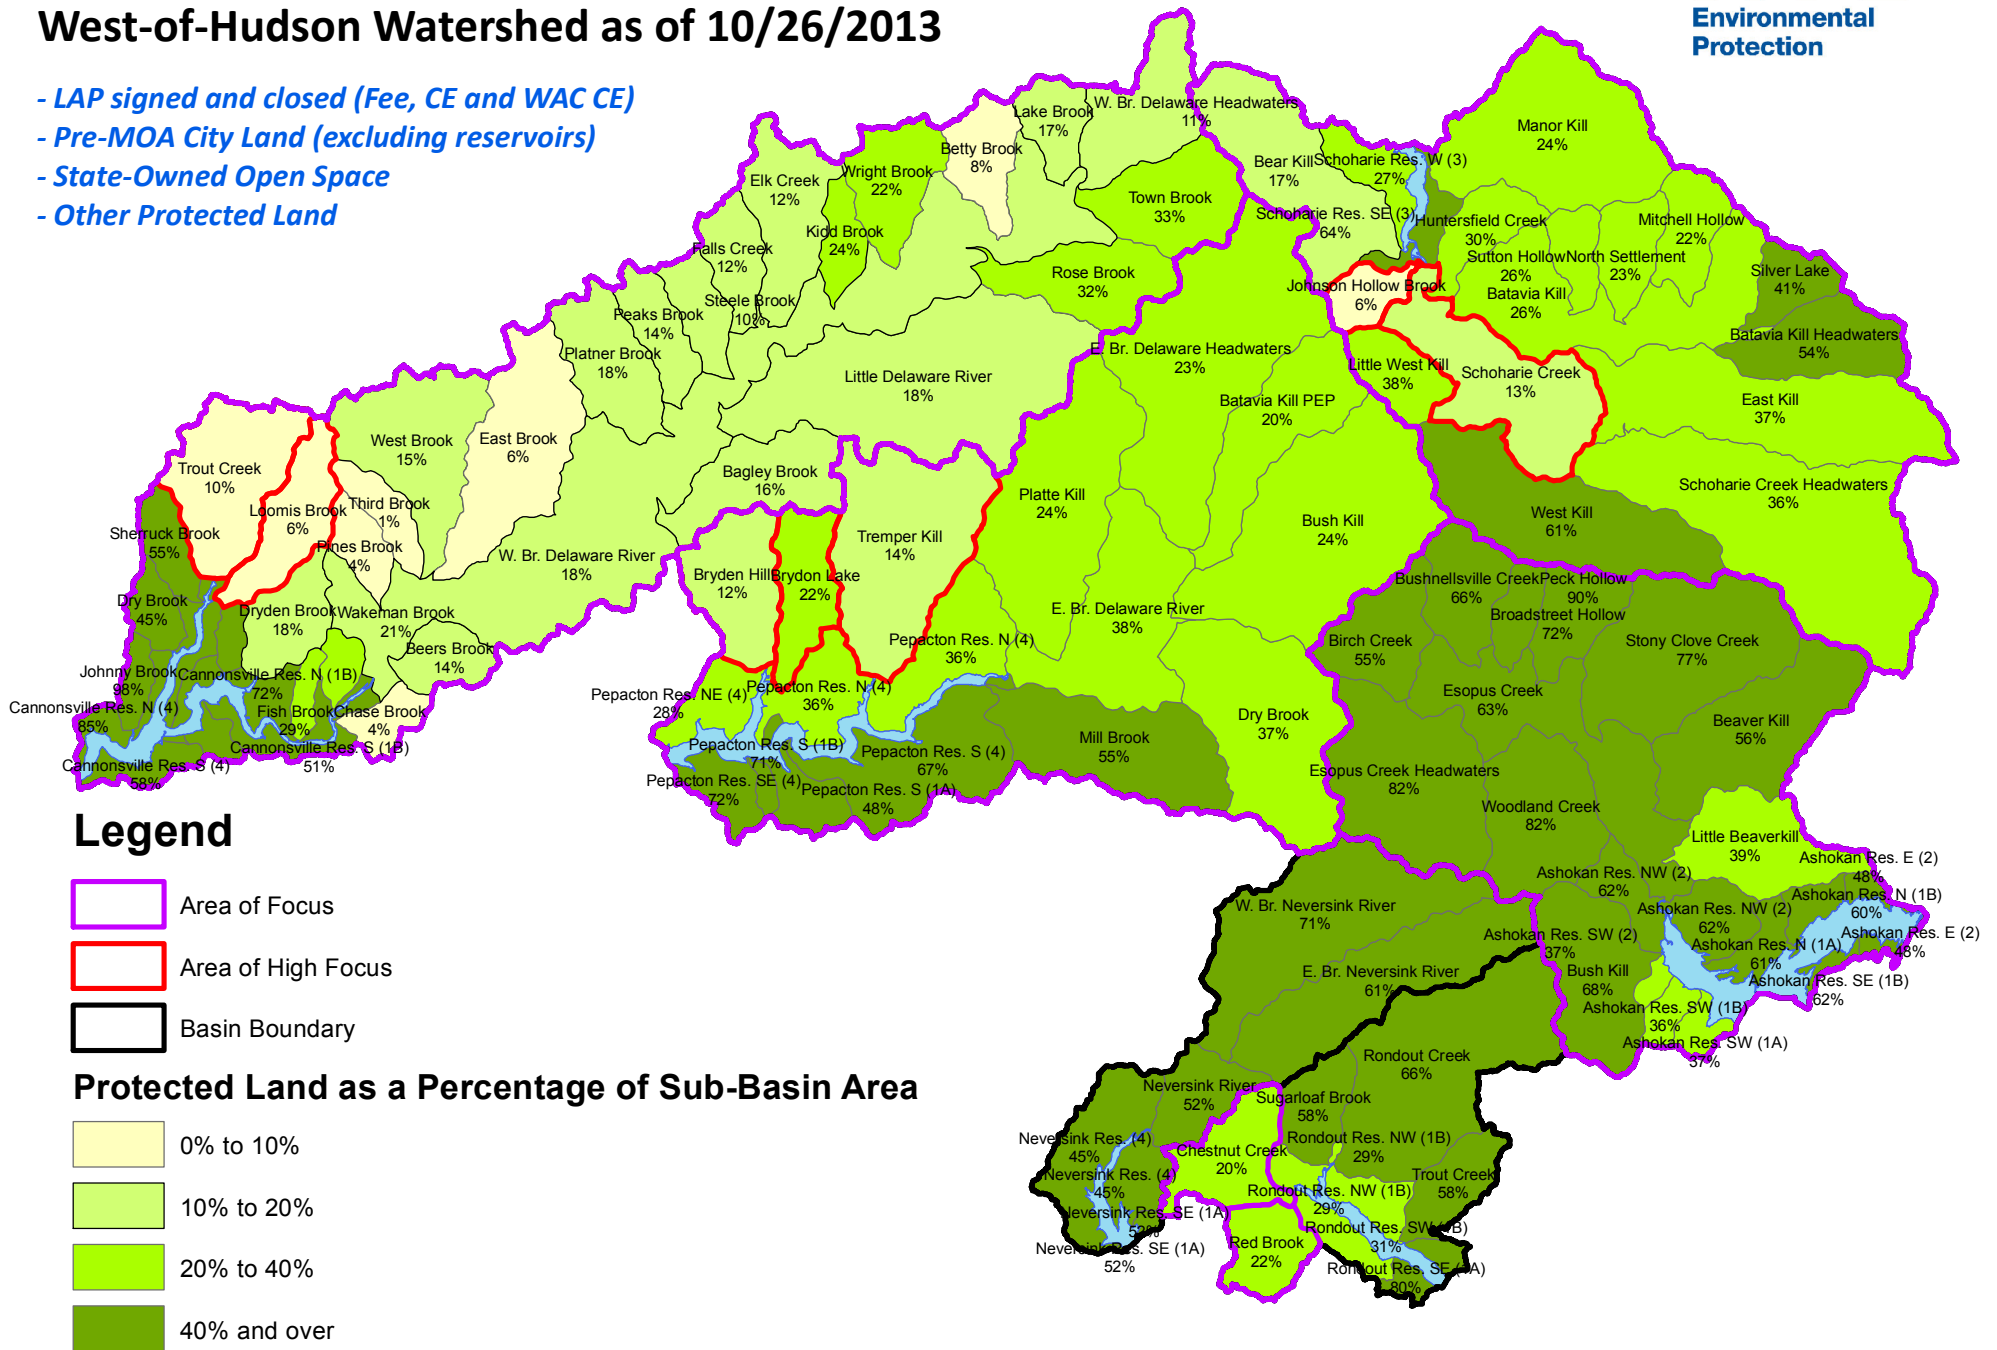 West-of-Hudson Watershed as of 10/26/2013
Environmental
Protection
- LAP signed and closed (Fee, CE and WAC CE)
- Pre-MOA City Land (excluding reservoirs)
- State-Owned Open Space
- Other Protected Land
Lake Brook
17%
W. Br. Delaware Headwaters
11%
Betty Brook
8%
Wright Brook
22%
Elk Creek
12%
Kidd Brook
24%
Falls Creek
12%
Steele Brook
10%
Peaks Brook
14%
Platner Brook
18%
Town Brook
33%
Rose Brook
32%
Bear Kill
17%
Schoharie Res. W (3)
27%
Schoharie Res. SE (3)
64%
Manor Kill
24%
Huntersfield Creek
30%
Mitchell Hollow
22%
Sutton Hollow
26%
North Settlement
23%
Batavia Kill
26%
Silver Lake
41%
Batavia Kill Headwaters
54%
Johnson Hollow Brook
6%
E. Br. Delaware Headwaters
23%
Little West Kill
38%
Schoharie Creek
13%
East Kill
37%
Little Delaware River
18%
Batavia Kill PEP
20%
West Brook
15%
East Brook
6%
Trout Creek
10%
Bagley Brook
16%
Platte Kill
24%
Schoharie Creek Headwaters
36%
Loomis Brook
6%
Third Brook
1%
West Kill
61%
Bush Kill
24%
Sherruck Brook
55%
Pines Brook
4%
W. Br. Delaware River
18%
Tremper Kill
14%
Bryden Hill
12%
Brydon Lake
22%
Bushnellsville Creek
66%
Peck Hollow
90%
Broadstreet Hollow
72%
Dry Brook
45%
Dryden Brook
18%
Wakeman Brook
21%
E. Br. Delaware River
38%
Birch Creek
55%
Stony Clove Creek
77%
Beers Brook
14%
Pepacton Res. N (4)
36%
Johnny Brook
98%
Cannonsville Res. N (1B)
72%
Pepacton Res. NE (4)
28%
Pepacton Res. N (4)
36%
Esopus Creek
63%
Cannonsville Res. N (4)
85%
Fish Brook
29%
Chase Brook
4%
Dry Brook
37%
Beaver Kill
56%
Cannonsville Res. S (1B)
51%
Pepacton Res. S (1B)
71%
Pepacton Res. S (4)
67%
Mill Brook
55%
Cannonsville Res. S (4)
58%
Pepacton Res. SE (4)
72%
Pepacton Res. S (1A)
48%
Esopus Creek Headwaters
82%
Woodland Creek
82%
Little Beaverkill
39%
Ashokan Res. E (2)
48%
Ashokan Res. NW (2)
62%
Ashokan Res. N (1B)
60%
W. Br. Neversink River
71%
Ashokan Res. NW (2)
62%
Ashokan Res. SW (2)
37%
Ashokan Res. E (2)
48%
Ashokan Res. N (1A)
61%
E. Br. Neversink River
61%
Bush Kill
68%
Ashokan Res. SE (1B)
62%
Ashokan Res. SW (1B)
36%
Ashokan Res. SW (1A)
37%
Rondout Creek
66%
Neversink River
52%
Sugarloaf Brook
58%
Neversink Res. (4)
45%
Rondout Res. NW (1B)
29%
Chestnut Creek
20%
Neversink Res. (4)
45%
Trout Creek
58%
Rondout Res. NW (1B)
29%
Neversink Res. SE (1A)
52%
Rondout Res. SW (1B)
31%
Neversink Res. SE (1A)
52%
Red Brook
22%
Rondout Res. SE (1A)
80%
Legend
Area of Focus
Area of High Focus
Basin Boundary
Protected Land as a Percentage of Sub-Basin Area
0% to 10%
10% to 20%
20% to 40%
40% and over